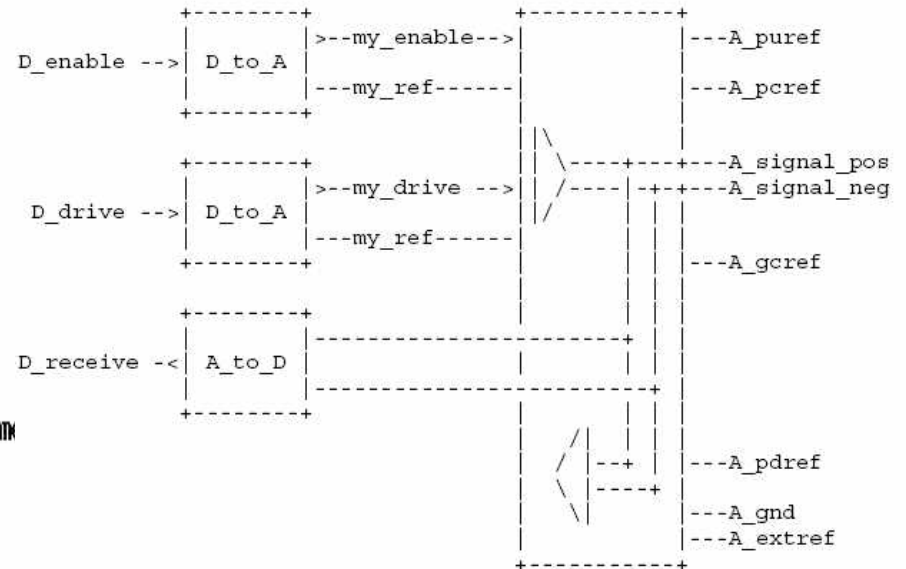 >---my_enable-->
---A_puref
D_enable -->
D_to_A
---my_ref------
---A_pcref
---A_signal_pos
>---my_drive -->
---A_signal_neg
D_drive -->
D_to_A
---my_ref------
---A_gcref
D_receive -<
A_to_D
---A_pdref
---A_gnd
---A_extref